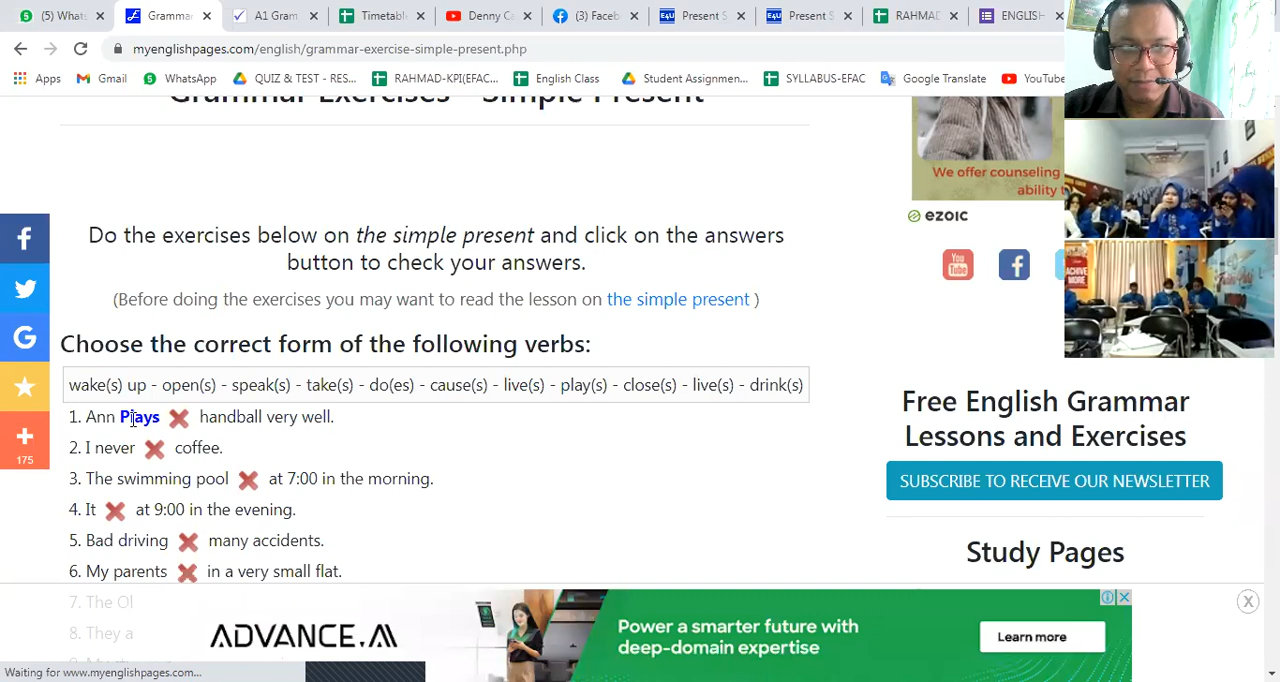 (5) Whats
Grammar
A1 Gram
Timetabl
Denny Ca
(3) Faceb
Present S
Present S
RAHMAD
ENGLISH
myenglishpages.com/english/grammar-exercise-simple-present.php
Apps
Gmail
WhatsApp
QUIZ & TEST - RES...
RAHMAD-KPI(EFAC...
English Class
Student Assignmen...
SYLLABUS-EFAC
Google Translate
YouTube
Grammar Exercises - Simple Present
We offer counseling
ability t
ezoic
You
Tube
Do the exercises below on the simple present and click on the answers
button to check your answers.
(Before doing the exercises you may want to read the lesson on the simple present )
Choose the correct form of the following verbs:
wake(s) up - open(s) - speak(s) - take(s) - do(es) - cause(s) - live(s) - play(s) - close(s) - live(s) - drink(s)
1. Ann Plays handball very well.
2. I never coffee.
3. The swimming pool at 7:00 in the morning.
4. It at 9:00 in the evening.
5. Bad driving many accidents.
6. My parents in a very small flat.
7. The Ol
8. They a
175
Free English Grammar
Lessons and Exercises
SUBSCRIBE TO RECEIVE OUR NEWSLETTER
Study Pages
ADVANCE.AI
Power a smarter future with
deep-domain expertise
Learn more
Waiting for www.myenglishpages.com...
ACHIVE
MORE